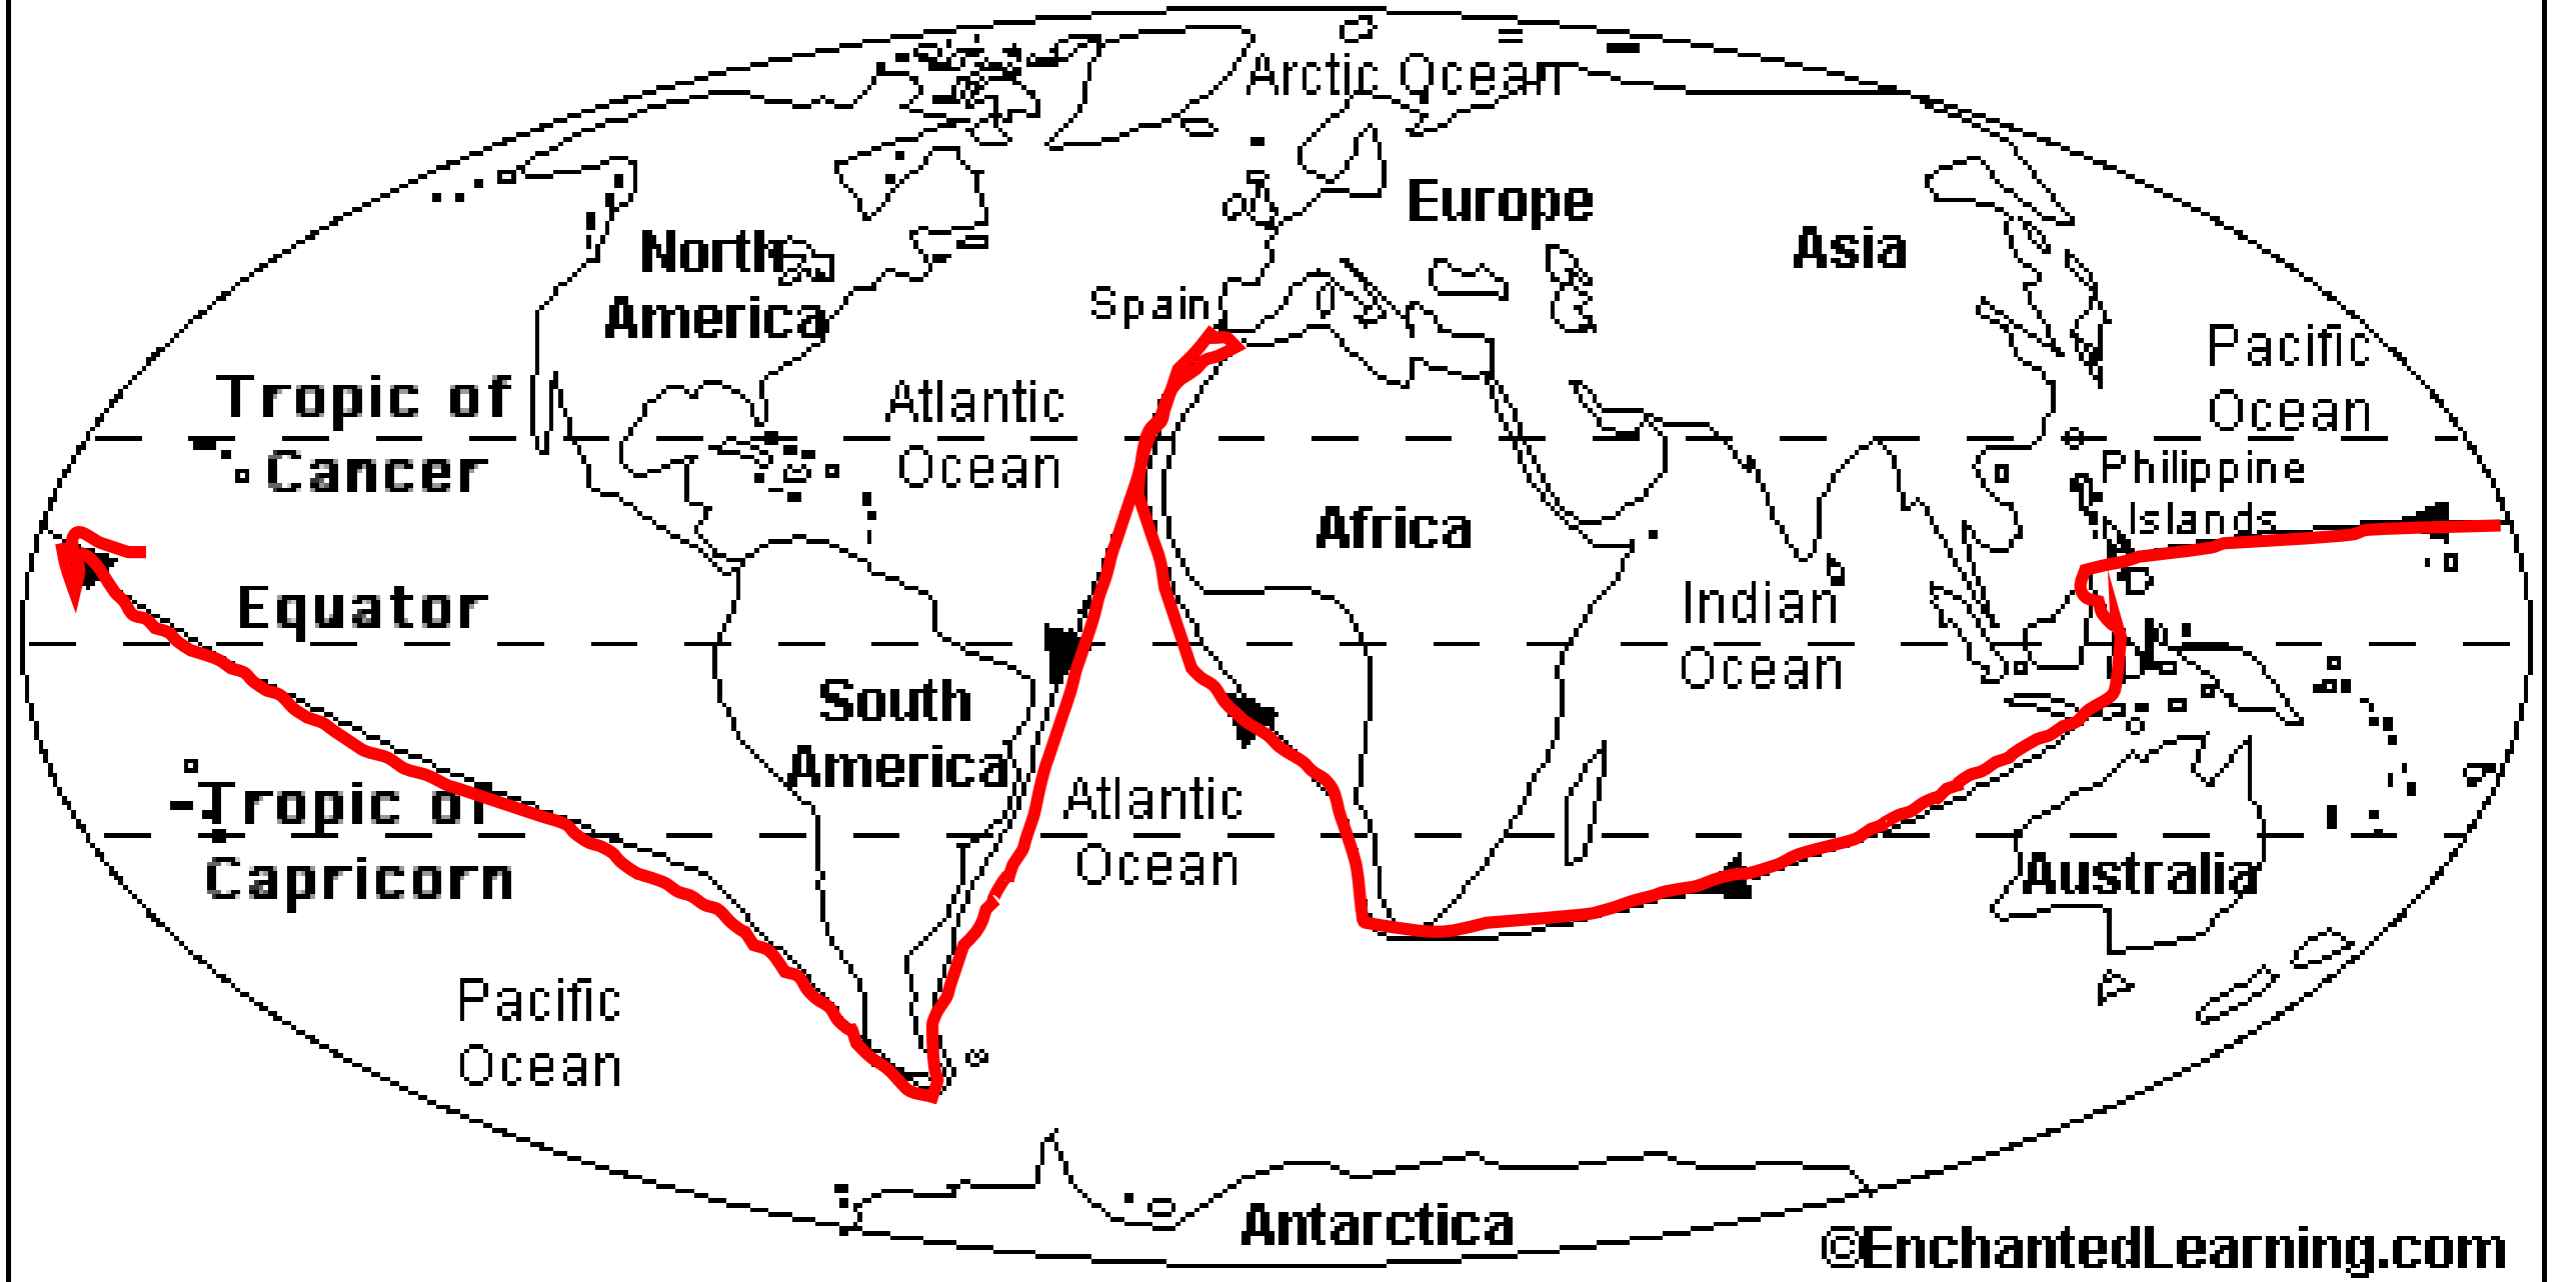 Arctic Ocean
Europe
Asia
North
America
Spain
Pacific
Ocean
Tropic of
Cancer
Atlantic
Ocean
Philippine
Islands
Africa
Equator
Indian
Ocean
South
America
Tropic of
Capricorn
Atlantic
Ocean
Australia
Pacific
Ocean
Antarctica
©EnchantedLearning.com